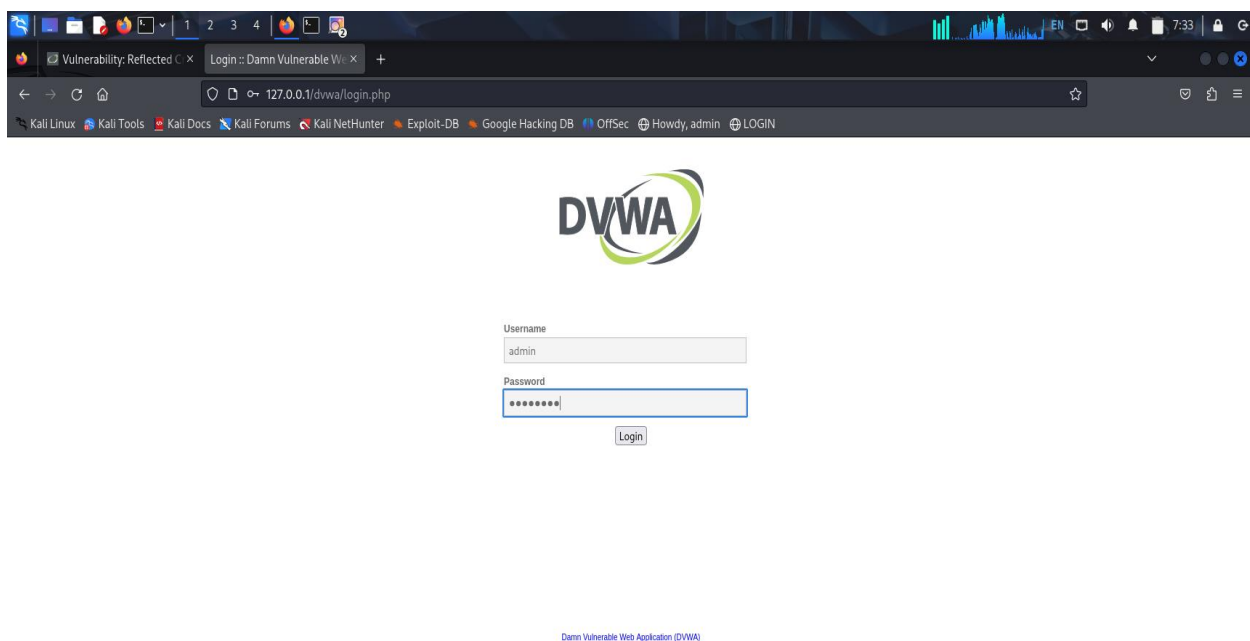 1 2 3 4 2 EN 7:33
Vulnerability: Reflected C
Login :: Damn Vulnerable We
127.0.0.1/dvwa/login.php
Kali Linux Kali Tools Kali Docs Kali Forums Kali NetHunter Exploit-DB Google Hacking DB OffSec Howdy, admin LOGIN
DVWA
Username
admin
Password
••••••••
Login
Damn Vulnerable Web Application (DVWA)